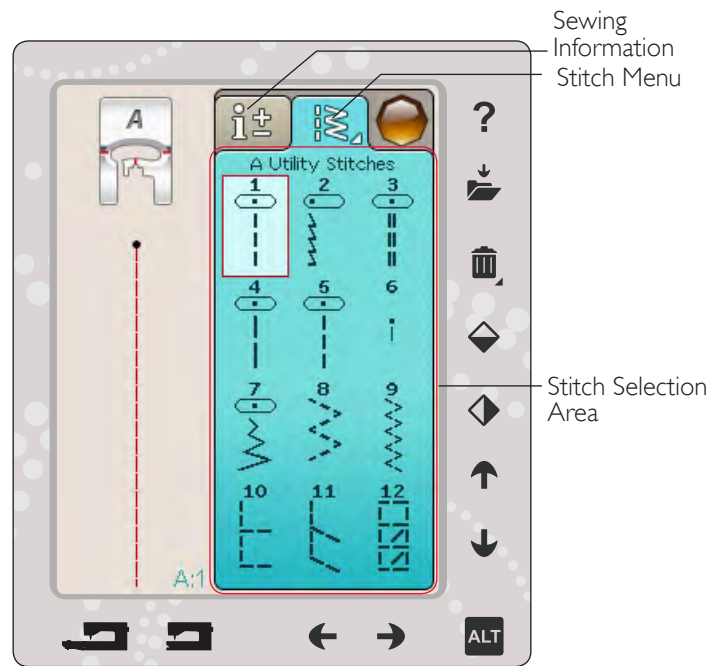 Sewing
Information
Stitch Menu
A
i±
?
A Utility Stitches
1 2 3
4 5 6
7 8 9
Stitch Selection
Area
10 11 12
A:1
ALT